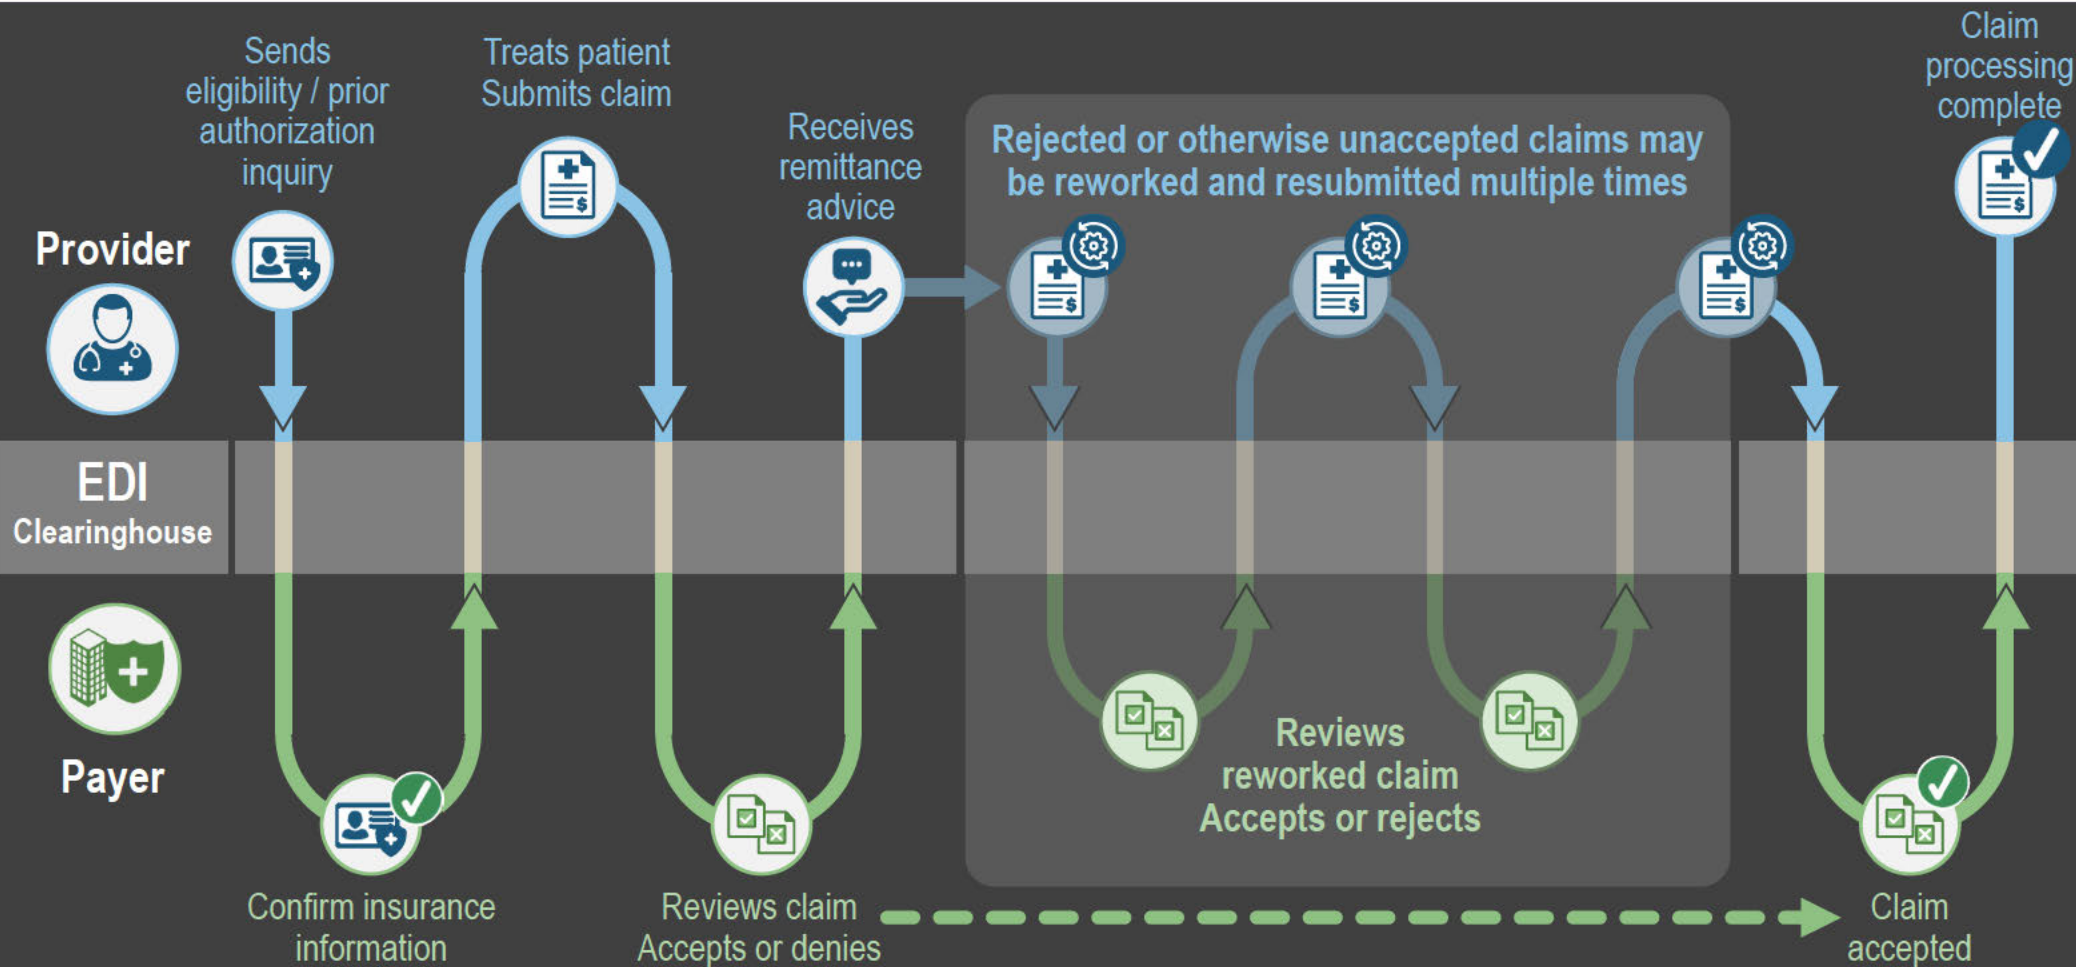 Sends
eligibility / prior
authorization
inquiry
Treats patient
Submits claim
Receives
remittance
advice
Rejected or otherwise unaccepted claims may
be reworked and resubmitted multiple times
Claim
processing
complete
Provider
EDI
Clearinghouse
Payer
Confirm insurance
information
Reviews claim
Accepts or denies
Reviews
reworked claim
Accepts or rejects
Claim
accepted